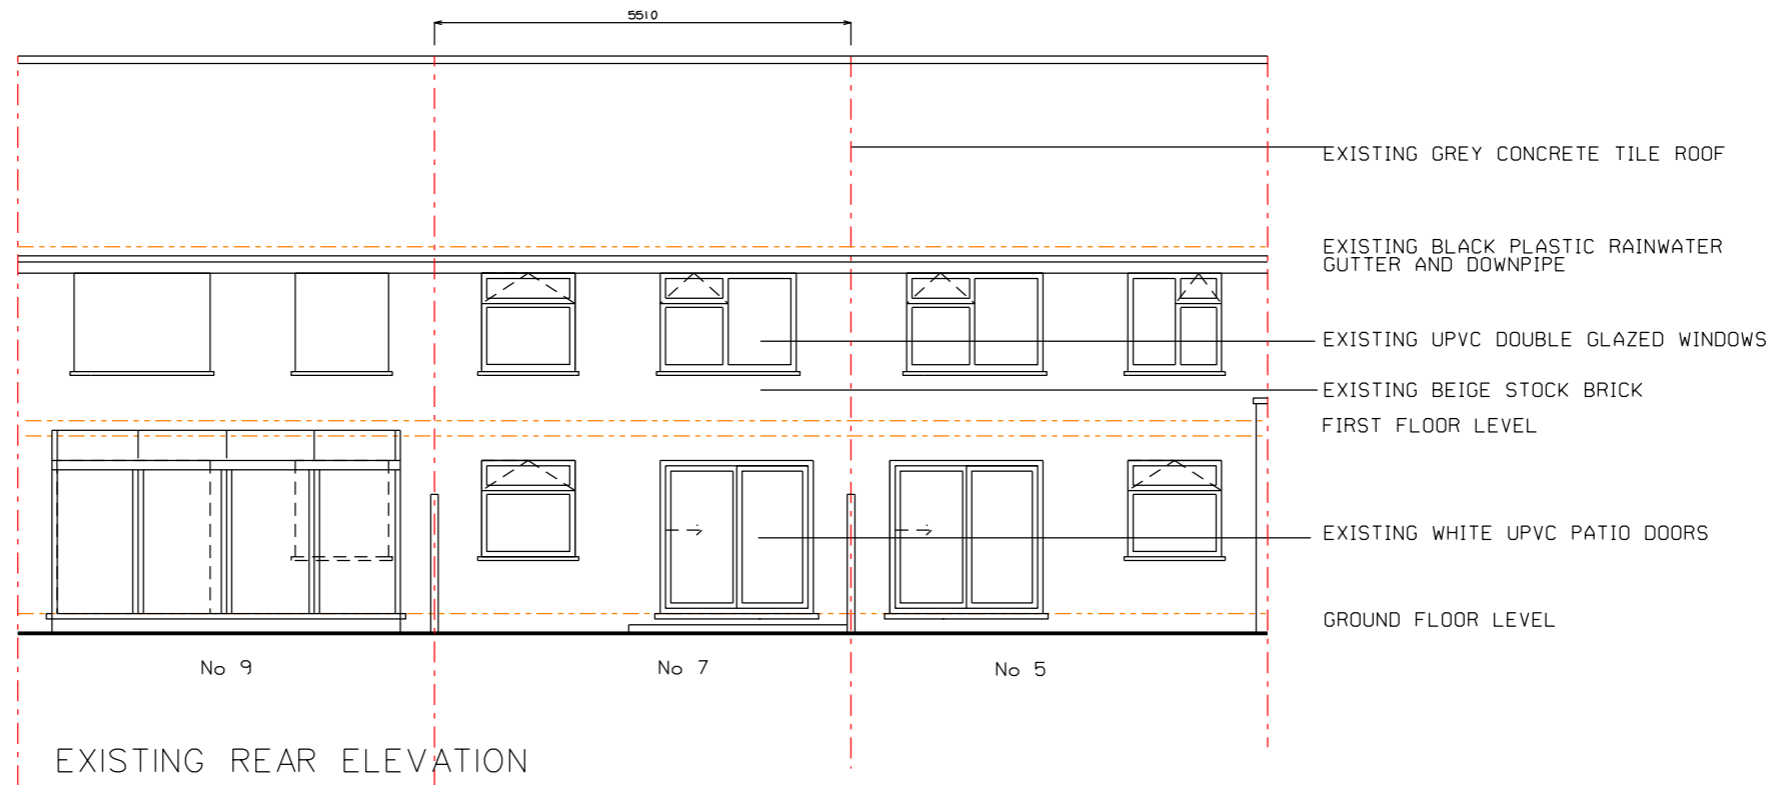 5510
EXISTING GREY CONCRETE TILE ROOF
EXISTING BLACK PLASTIC RAINWATER
GUTTER AND DOWNPIPE
EXISTING UPVC DOUBLE GLAZED WINDOWS
EXISTING BEIGE STOCK BRICK
FIRST FLOOR LEVEL
EXISTING WHITE UPVC PATIO DOORS
GROUND FLOOR LEVEL
No 9
No 7
No 5
EXISTING REAR ELEVATION